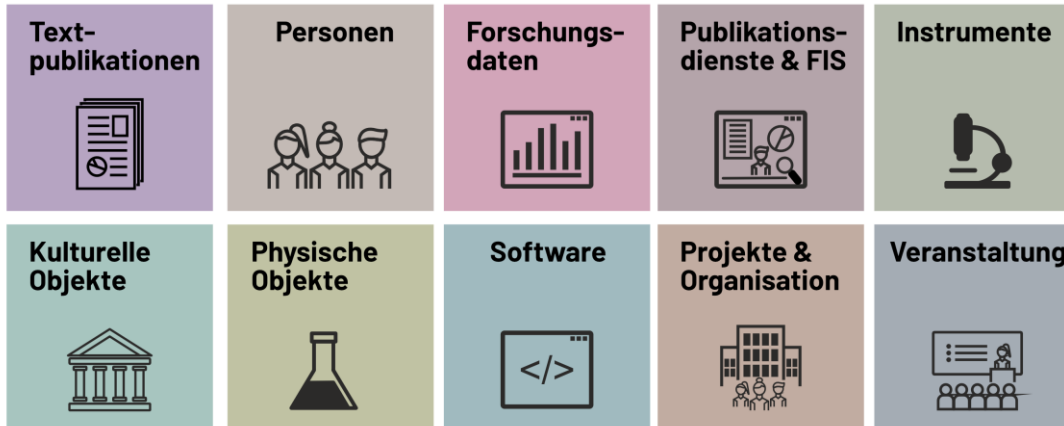 Text-
publikationen
Personen
Forschungs-
daten
Publikations-
dienste & FIS
Instrumente
Kulturelle
Objekte
Physische
Objekte
Software
</>
Projekte &
Organisation
Veranstaltung